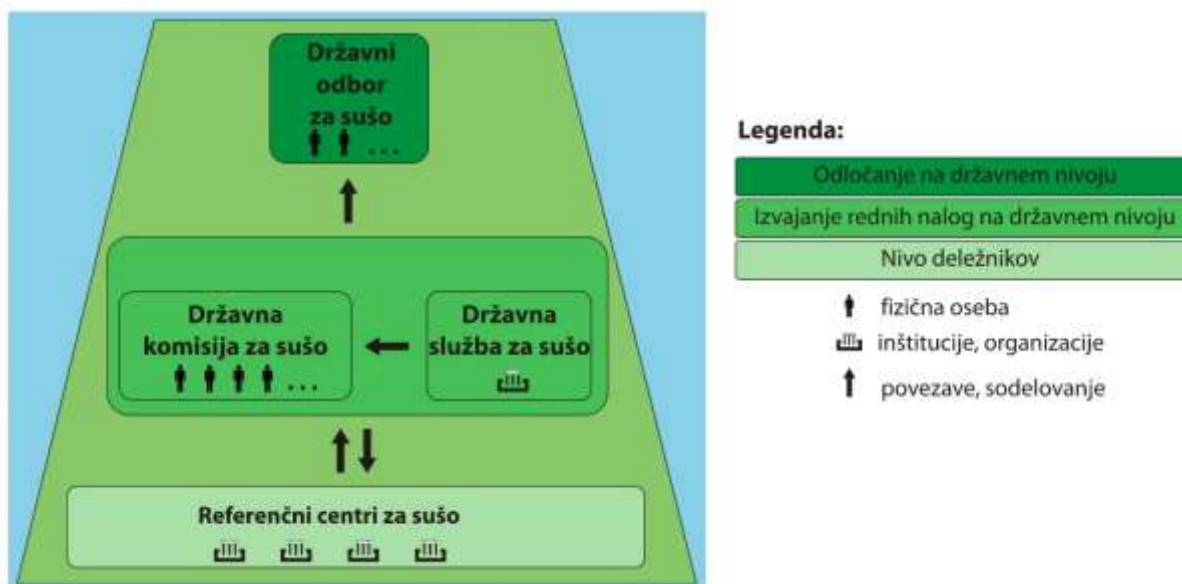 Državni
odbor
za sušo
...
Državna
komisija za sušo
...
Državna
služba za sušo
Referenčni centri za sušo
Legenda:
Odločanje na državnem nivoju
Izvajanje rednih nalog na državnem nivoju
Nivo deležnikov
fizična oseba
inštitucije, organizacije
povezave, sodelovanje